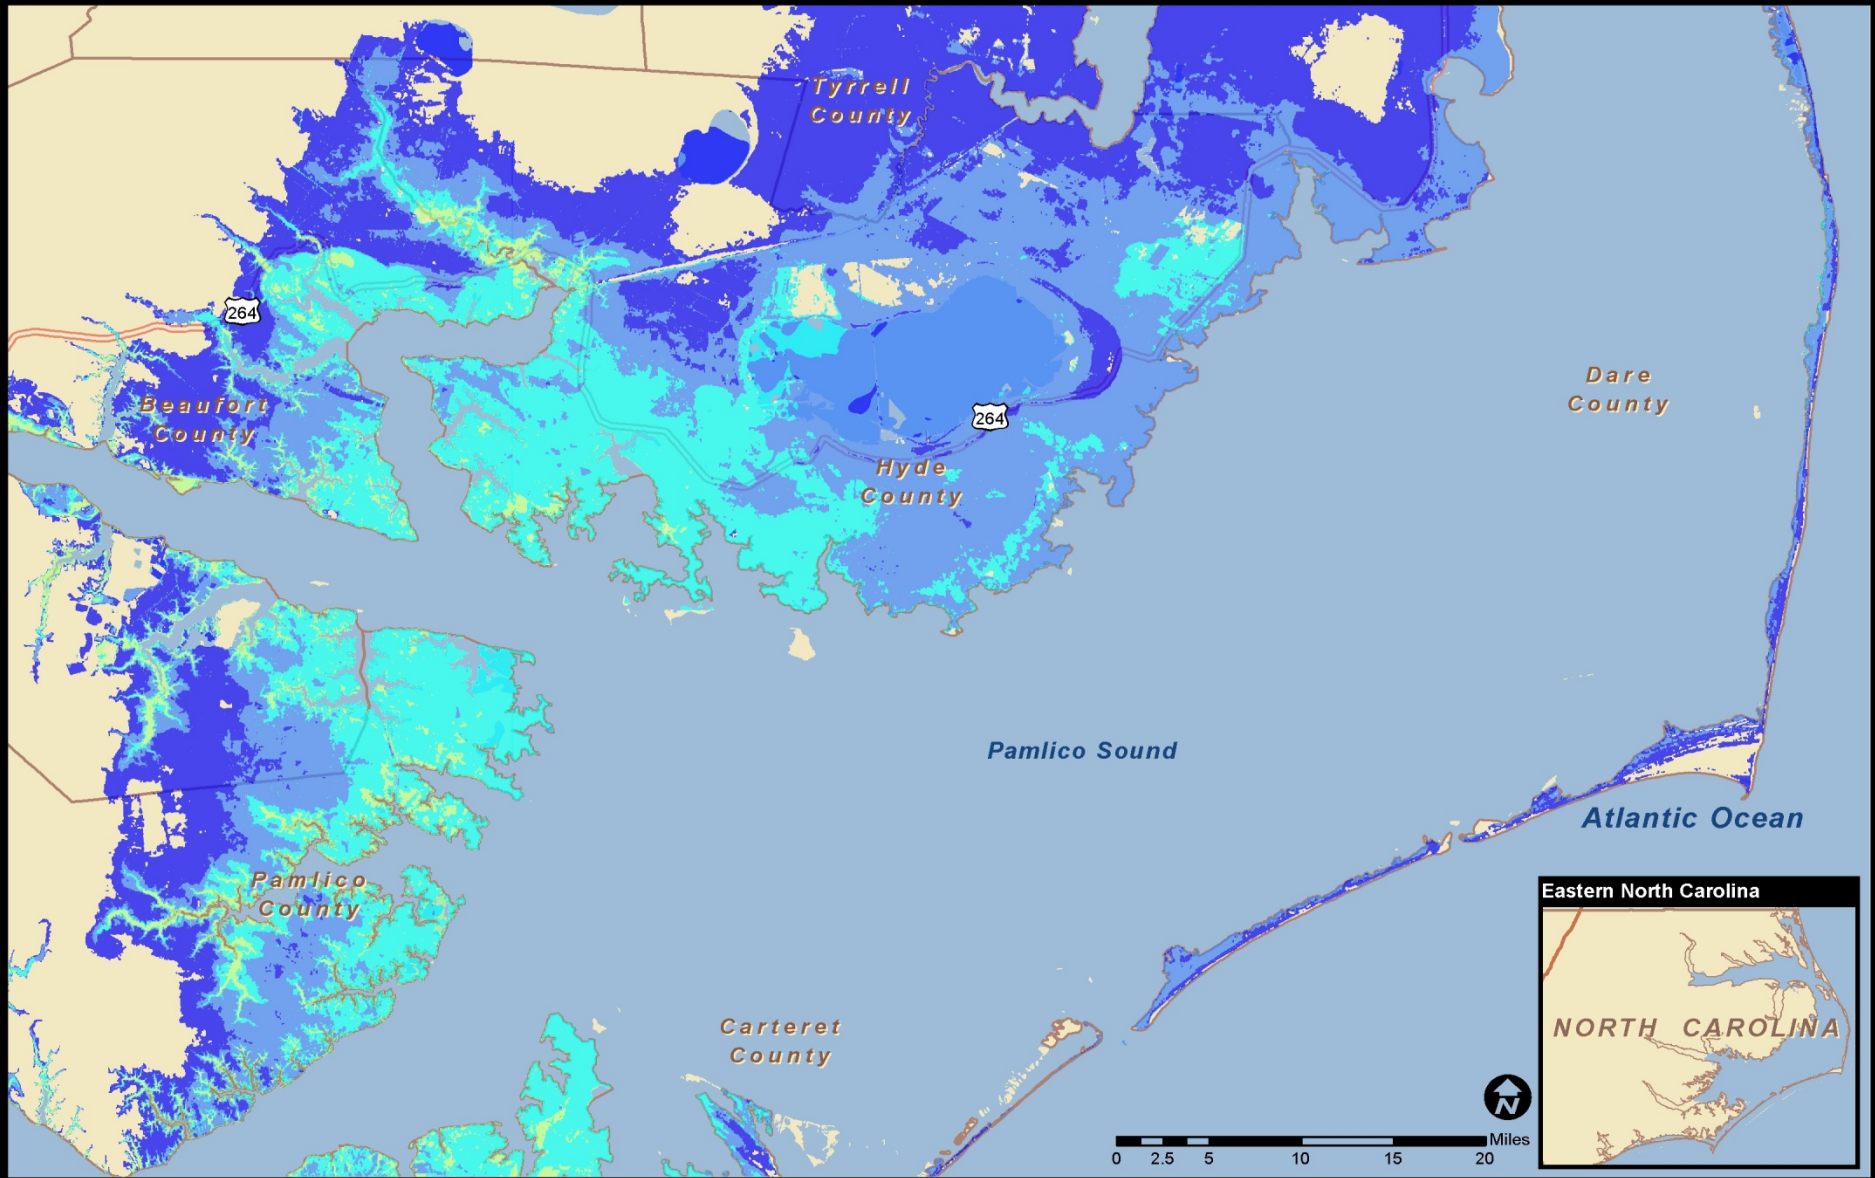 Tyrrell
County
264
Beaufort
County
Dare
County
264
Hyde
County
Pamlico Sound
Atlantic Ocean
Pamlico
County
Carteret
County
Eastern North Carolina
NORTH CAROLINA
N
Miles
0 2.5 5 10 15 20